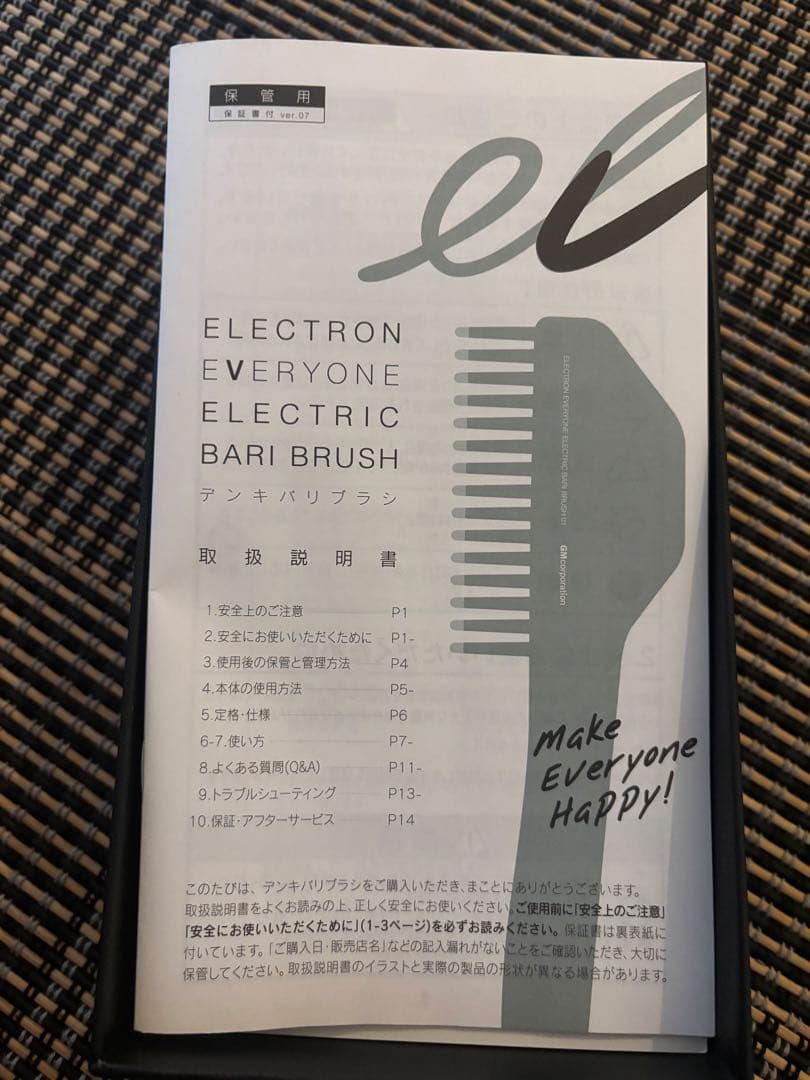 保管用
保証書付 ver.07
el
ELECTRON
EVERYONE
ELECTRIC
BARI BRUSH
デンキバリブラシ
取扱説明書
1.安全上のご注意 P1
2.安全にお使いいただくために P1-
3.使用後の保管と管理方法 P4
4.本体の使用方法 P5-
5.定格・仕様 P6
6-7.使い方 P7-
8.よくある質問(Q&A) P11-
9.トラブルシューティング P13-
10.保証・アフターサービス P14
ELECTRON EVERYONE ELECTRIC BARI BRUSH 01 GMcorporation
make
Everyone
HaPPy!
このたびは、デンキバリブラシをご購入いただき、まことにありがとうございます。
取扱説明書をよくお読みの上、正しく安全にお使いください。ご使用前に「安全上のご注意」
「安全にお使いいただくために」(1-3ページ)を必ずお読みください。保証書は裏表紙に
付いています。「ご購入日・販売店名」などの記入漏れがないことをご確認いただき、大切に
保管してください。取扱説明書のイラストと実際の製品の形状が異なる場合があります。